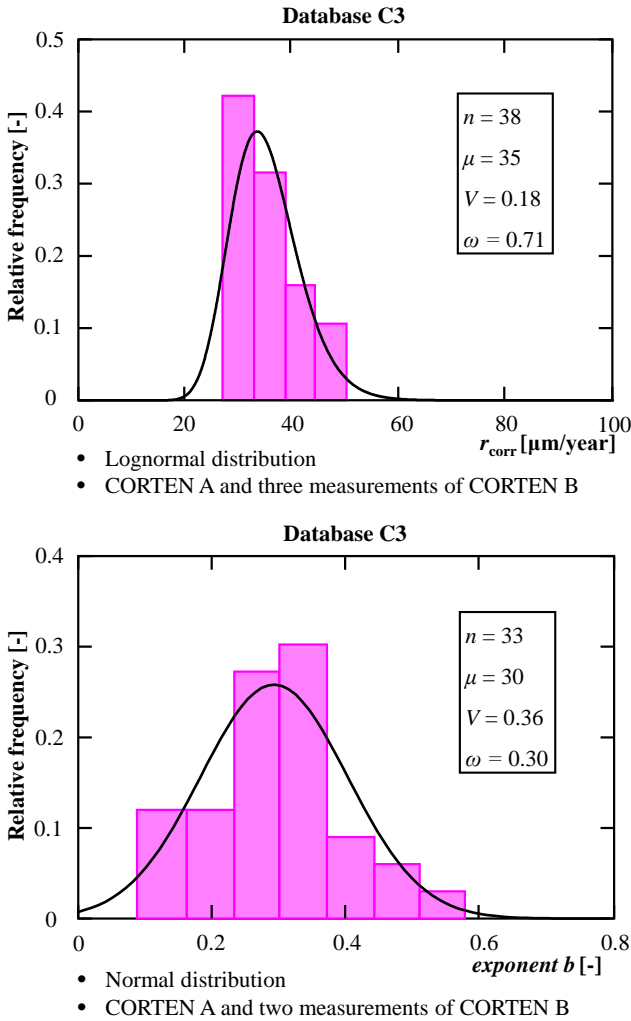 Database C3
0.5
0.4
0.3
0.2
0.1
0
Relative frequency [-]
n = 38
μ = 35
V = 0.18
ω = 0.71
0 20 40 60 80 100
r_corr [μm/year]
• Lognormal distribution
• CORTEN A and three measurements of CORTEN B
Database C3
0.4
0.3
0.2
0.1
0
Relative frequency [-]
n = 33
μ = 30
V = 0.36
ω = 0.30
0 0.2 0.4 0.6 0.8
exponent b [-]
• Normal distribution
• CORTEN A and two measurements of CORTEN B